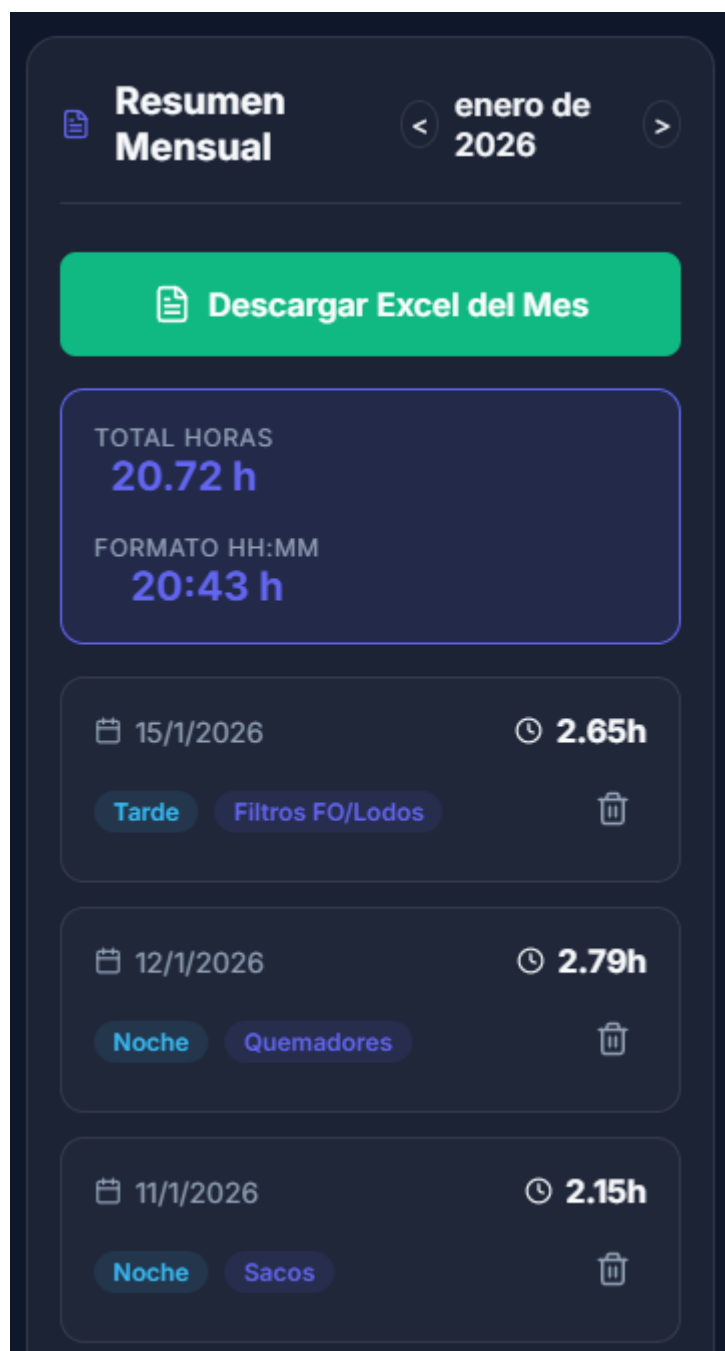 Resumen
Mensual
<
enero de
2026
>
Descargar Excel del Mes
TOTAL HORAS
20.72 h
FORMATO HH:MM
20:43 h
15/1/2026
2.65h
Tarde
Filtros FO/Lodos
12/1/2026
2.79h
Noche
Quemadores
11/1/2026
2.15h
Noche
Sacos